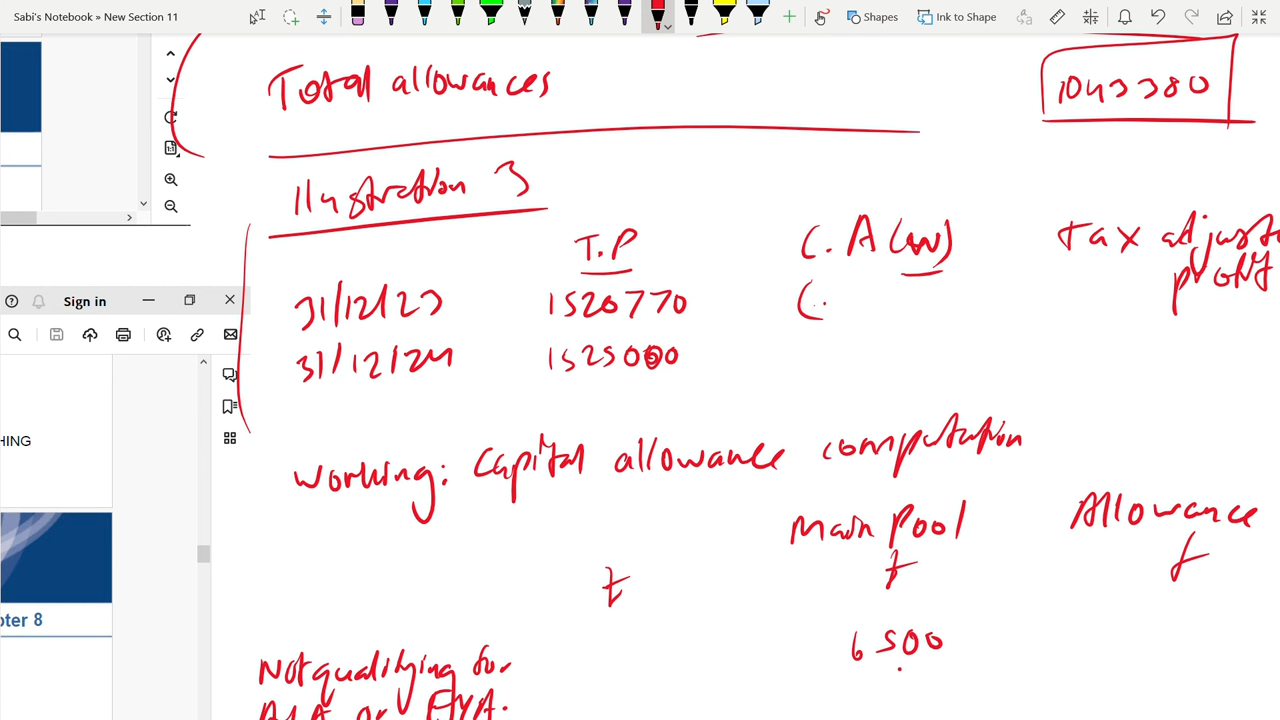 Sabi's Notebook » New Section 11
Shapes
Ink to Shape
Total allowances 1043380
Illustration 3
T.P C.A(W) tax adjuste
profit
31/12/23 1520770 (.
31/12/24 1525000
Sign in
HING
Working: Capital allowance computation
Main Pool Allowance
£ £ £
oter 8
6500
Not qualifying for
AIA or FYA.